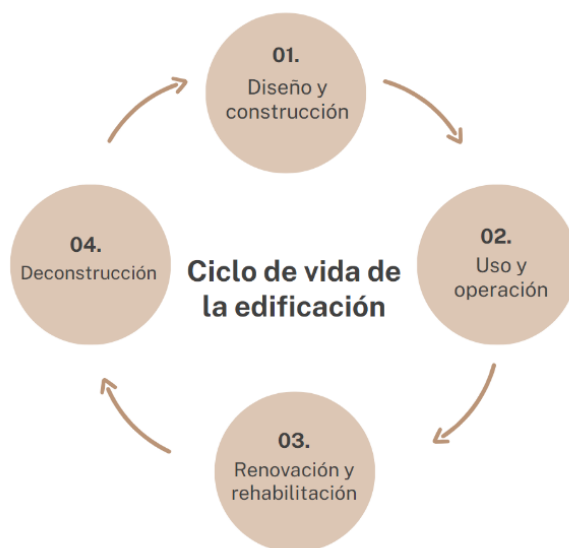 01.
Diseño y
construcción
02.
Uso y
operación
03.
Renovación y
rehabilitación
04.
Deconstrucción
Ciclo de vida de
la edificación